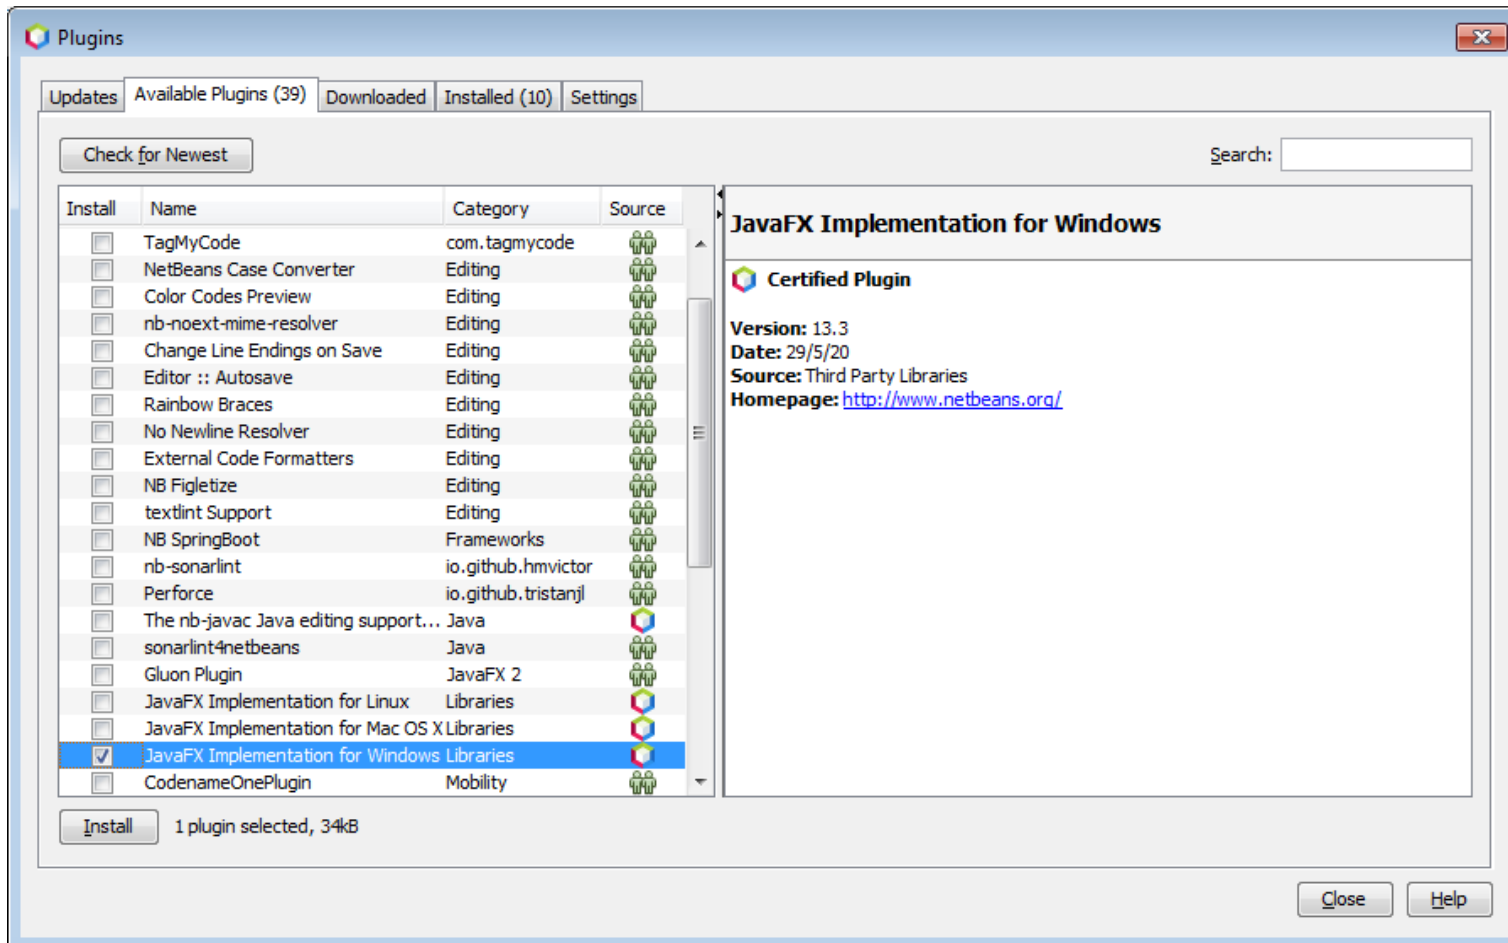 Plugins
Updates Available Plugins (39) Downloaded Installed (10) Settings
Check for Newest Search:
Install Name Category Source
TagMyCode com.tagmycode
NetBeans Case Converter Editing
Color Codes Preview Editing
nb-noext-mime-resolver Editing
Change Line Endings on Save Editing
Editor :: Autosave Editing
Rainbow Braces Editing
No Newline Resolver Editing
External Code Formatters Editing
NB Figletize Editing
textlint Support Editing
NB SpringBoot Frameworks
nb-sonarlint io.github.hmvictor
Perforce io.github.tristanjl
The nb-javac Java editing support... Java
sonarlint4netbeans Java
Gluon Plugin JavaFX 2
JavaFX Implementation for Linux Libraries
JavaFX Implementation for Mac OS X Libraries
JavaFX Implementation for Windows Libraries
CodenameOnePlugin Mobility
JavaFX Implementation for Windows
Certified Plugin
Version: 13.3
Date: 29/5/20
Source: Third Party Libraries
Homepage: http://www.netbeans.org/
Install 1 plugin selected, 34kB
Close Help